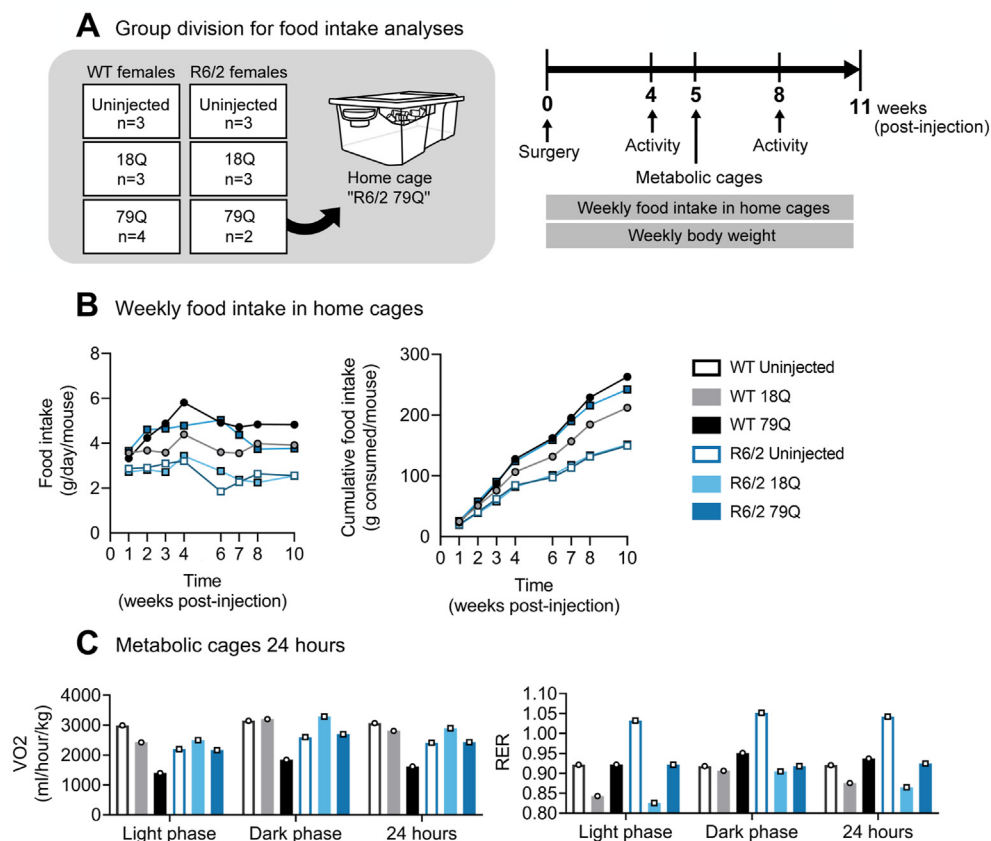 A Group division for food intake analyses
WT females R6/2 females
Uninjected
n=3
Uninjected
n=3
18Q
n=3
18Q
n=3
79Q
n=4
79Q
n=2
Home cage
"R6/2 79Q"
0 4 5 8 11 weeks
(post-injection)
Surgery
Activity
Activity
Metabolic cages
Weekly food intake in home cages
Weekly body weight
B Weekly food intake in home cages
Food intake
(g/day/mouse)
8
6
4
2
0
0 1 2 3 4 6 7 8 10
Time
(weeks post-injection)
Cumulative food intake
(g consumed/mouse)
300
200
100
0
0 1 2 3 4 6 7 8 10
Time
(weeks post-injection)
WT Uninjected
WT 18Q
WT 79Q
R6/2 Uninjected
R6/2 18Q
R6/2 79Q
C Metabolic cages 24 hours
VO2
(ml/hour/kg)
4000
3000
2000
1000
0
Light phase Dark phase 24 hours
RER
1.10
1.05
1.00
0.95
0.90
0.85
0.80
Light phase Dark phase 24 hours